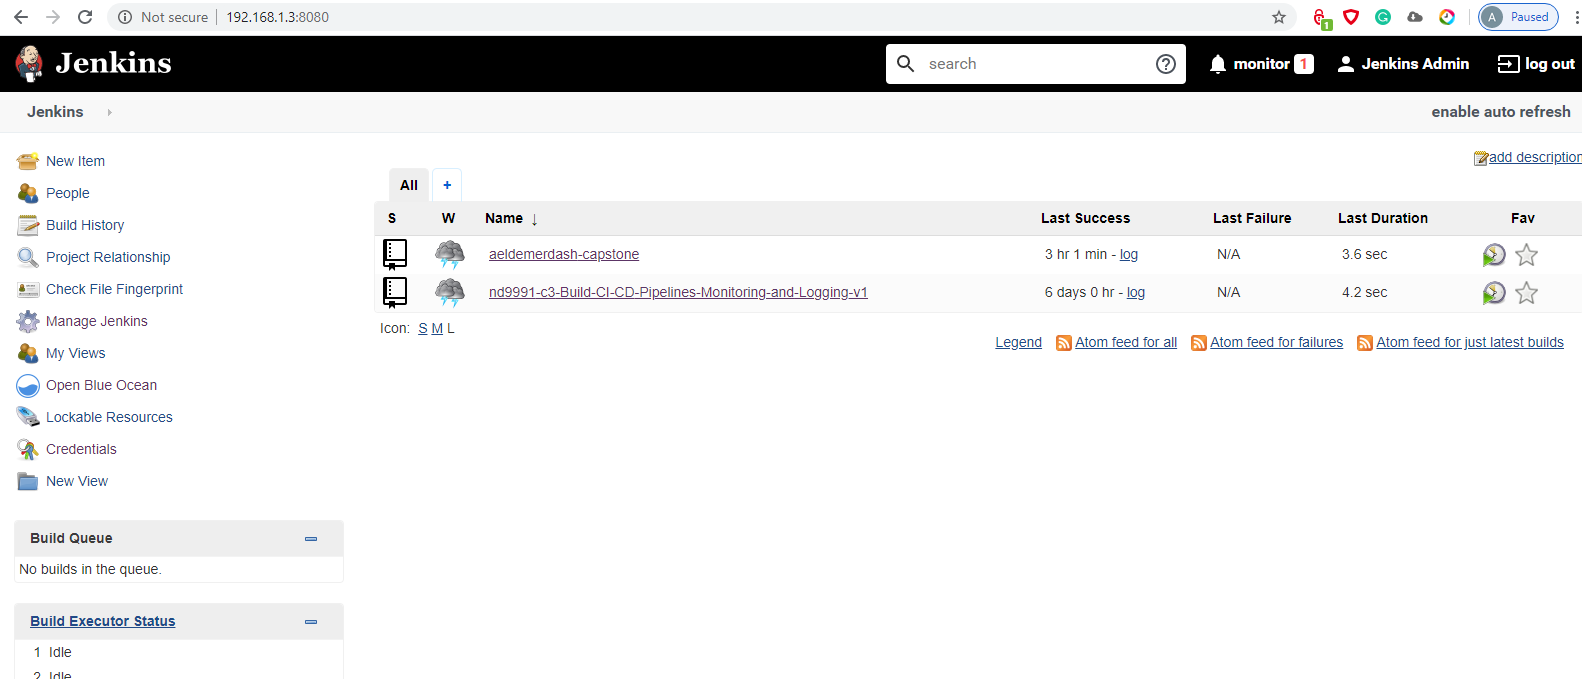 Not secure 192.168.1.3:8080
1
A Paused
Jenkins
search
monitor 1
Jenkins Admin
log out
Jenkins
enable auto refresh
New Item
People
Build History
Project Relationship
Check File Fingerprint
Manage Jenkins
My Views
Open Blue Ocean
Lockable Resources
Credentials
New View
Build Queue
No builds in the queue.
Build Executor Status
1 Idle
2 Idle
add description
All +
S W Name ↓ Last Success Last Failure Last Duration Fav
aeldemerdash-capstone 3 hr 1 min - log N/A 3.6 sec
nd9991-c3-Build-CI-CD-Pipelines-Monitoring-and-Logging-v1 6 days 0 hr - log N/A 4.2 sec
Icon: S M L
Legend Atom feed for all Atom feed for failures Atom feed for just latest builds